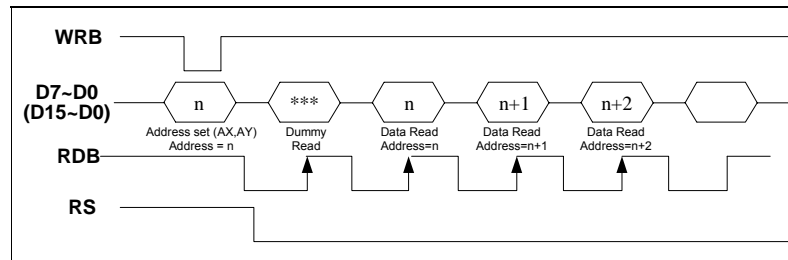 WRB
D7~D0
(D15~D0)
n
***
n
n+1
n+2
Address set (AX,AY)
Address = n
Dummy
Read
Data Read
Address=n
Data Read
Address=n+1
Data Read
Address=n+2
RDB
RS